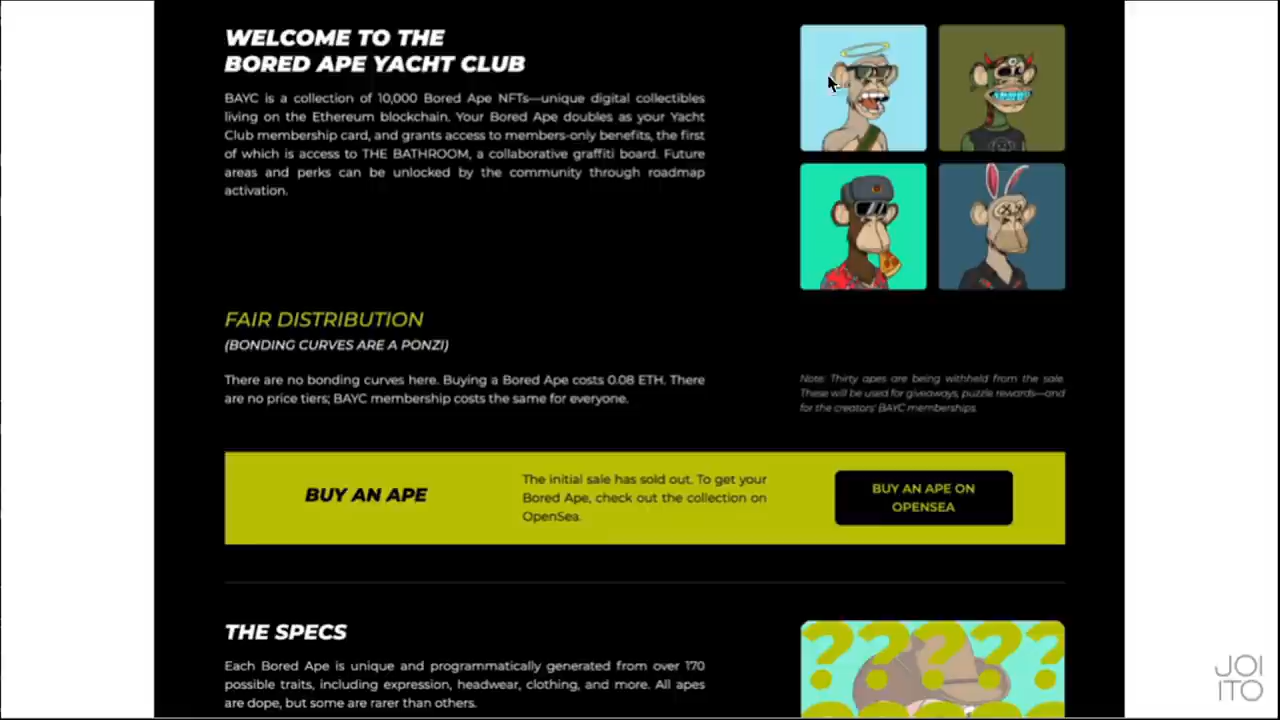 WELCOME TO THE
BORED APE YACHT CLUB
BAYC is a collection of 10,000 Bored Ape NFTs—unique digital collectibles
living on the Ethereum blockchain. Your Bored Ape doubles as your Yacht
Club membership card, and grants access to members-only benefits, the first
of which is access to THE BATHROOM, a collaborative graffiti board. Future
areas and perks can be unlocked by the community through roadmap
activation.
FAIR DISTRIBUTION
(BONDING CURVES ARE A PONZI)
There are no bonding curves here. Buying a Bored Ape costs 0.08 ETH. There
are no price tiers; BAYC membership costs the same for everyone.
Note: Thirty apes are being withheld from the sale.
These will be used for giveaways, puzzle rewards—and
for the creators' BAYC memberships.
BUY AN APE
The initial sale has sold out. To get your
Bored Ape, check out the collection on
OpenSea.
BUY AN APE ON
OPENSEA
THE SPECS
Each Bored Ape is unique and programmatically generated from over 170
possible traits, including expression, headwear, clothing, and more. All apes
are dope, but some are rarer than others.
? ? ? ? ?
JOI
ITO